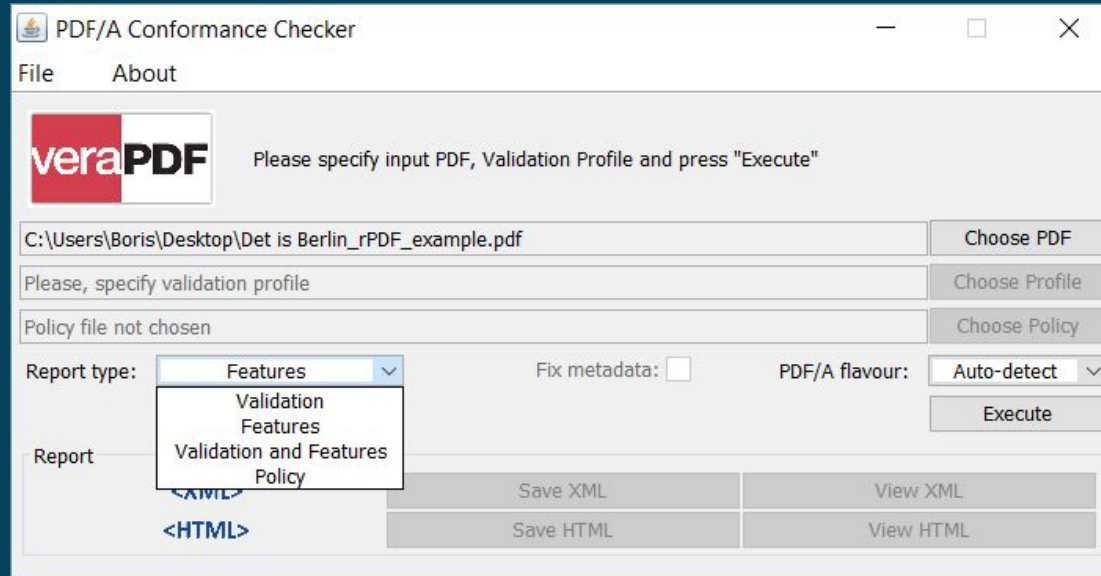 PDF/A Conformance Checker
File About
veraPDF
Please specify input PDF, Validation Profile and press "Execute"
C:\Users\Boris\Desktop\Det is Berlin_rPDF_example.pdf Choose PDF
Please, specify validation profile Choose Profile
Policy file not chosen Choose Policy
Report type: Features Fix metadata: PDF/A flavour: Auto-detect
Validation
Features
Execute
Validation and Features
Policy
Report
<XML> Save XML View XML
<HTML> Save HTML View HTML